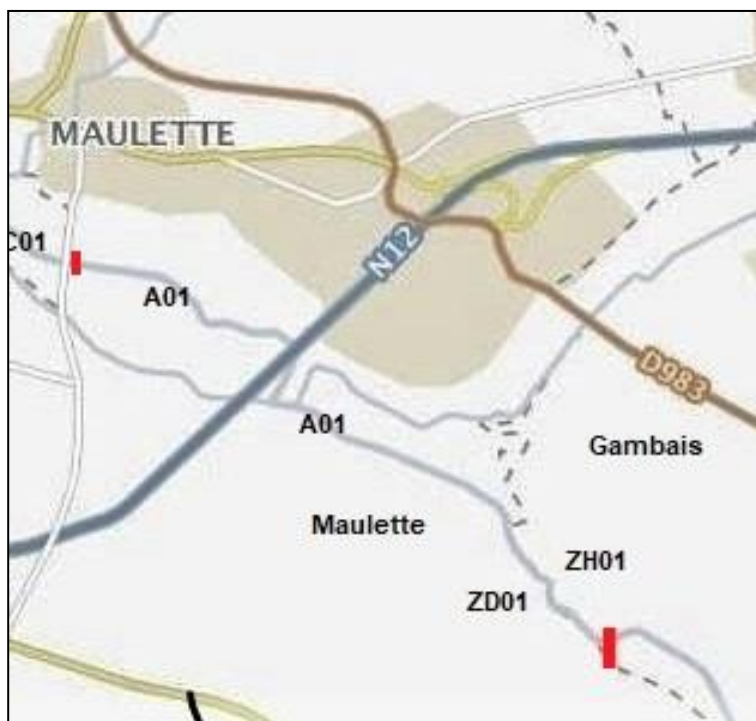 MAULETTE
C01
A01
N12
D983
A01
Gambais
Maulette
ZH01
ZD01